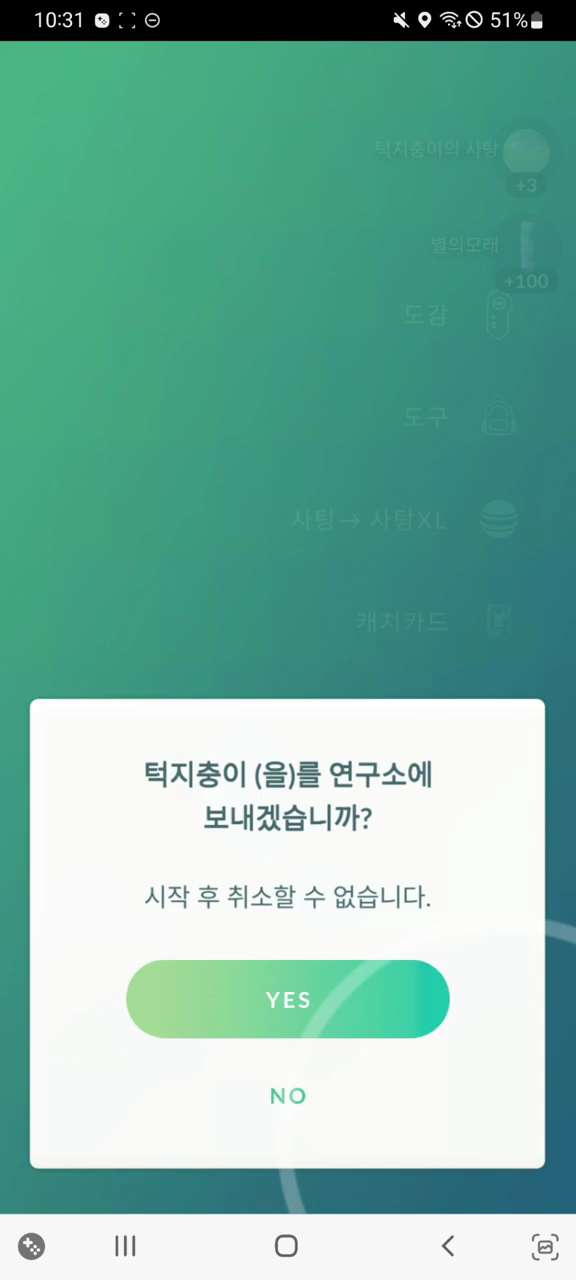 10:31
51%
턱지충이의 사탕
+3
별의모래
+100
도감
도구
사탕→ 사탕XL
캐치카드
턱지충이 (을)를 연구소에
보내겠습니까?
시작 후 취소할 수 없습니다.
YES
NO